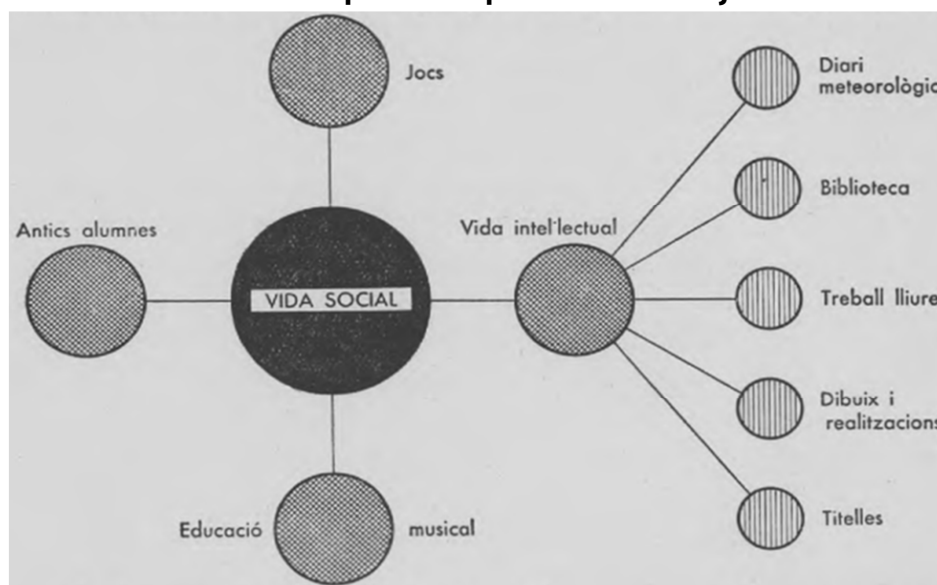 Jocs
Diari
meteorològic
Biblioteca
Antics alumnes
Vida intel·lectual
VIDA SOCIAL
Treball lliure
Dibuix i
realitzacions
Educació musical
Titelles